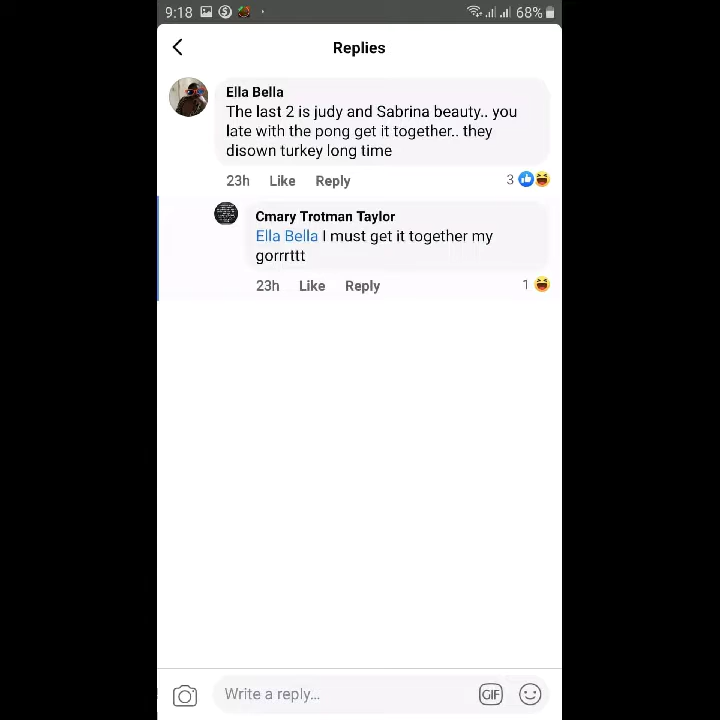 9:18 68%
Replies
Ella Bella
The last 2 is judy and Sabrina beauty.. you
late with the pong get it together.. they
disown turkey long time
23h Like Reply 3
Cmary Trotman Taylor
Ella Bella I must get it together my
gorrrttt
23h Like Reply 1
Write a reply... GIF